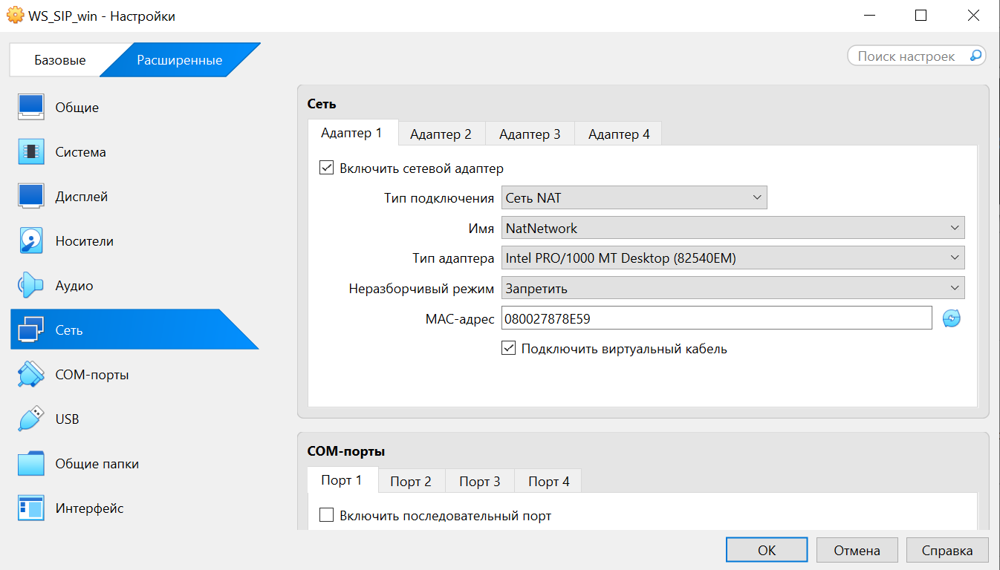 WS_SIP_win - Настройки
Базовые
Расширенные
Поиск настроек
Общие
Система
Дисплей
Носители
Аудио
Сеть
COM-порты
USB
Общие папки
Интерфейс
Сеть
Адаптер 1
Адаптер 2
Адаптер 3
Адаптер 4
Включить сетевой адаптер
Тип подключения
Сеть NAT
Имя
NatNetwork
Тип адаптера
Intel PRO/1000 MT Desktop (82540EM)
Неразборчивый режим
Запретить
MAC-адрес
080027878E59
Подключить виртуальный кабель
COM-порты
Порт 1
Порт 2
Порт 3
Порт 4
Включить последовательный порт
OK
Отмена
Справка